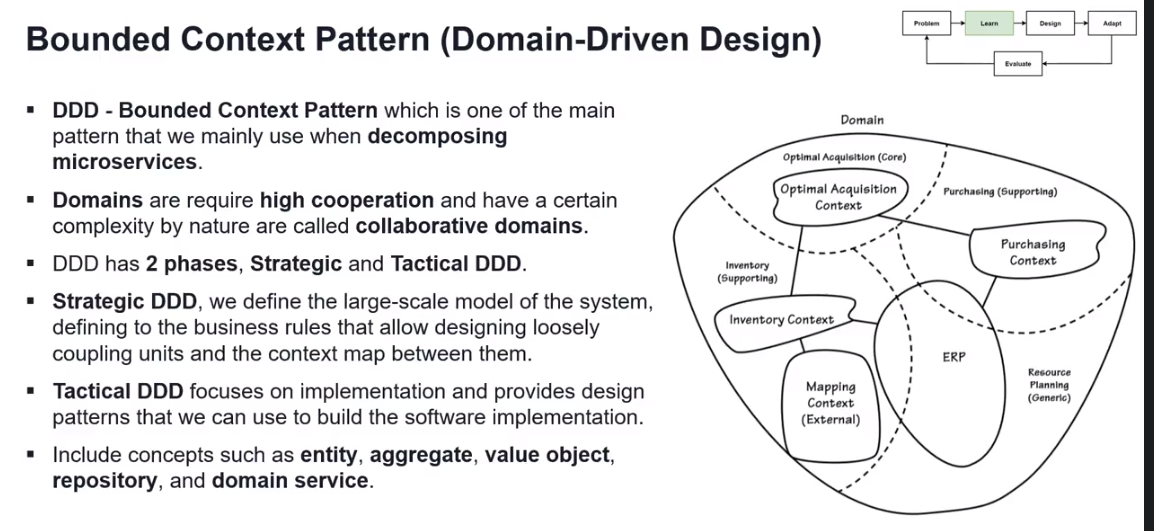 Bounded Context Pattern (Domain-Driven Design)
Problem
Learn
Design
Adapt
Evaluate
▪ DDD - Bounded Context Pattern which is one of the main
pattern that we mainly use when decomposing
microservices.
▪ Domains are require high cooperation and have a certain
complexity by nature are called collaborative domains.
▪ DDD has 2 phases, Strategic and Tactical DDD.
▪ Strategic DDD, we define the large-scale model of the system,
defining to the business rules that allow designing loosely
coupling units and the context map between them.
▪ Tactical DDD focuses on implementation and provides design
patterns that we can use to build the software implementation.
▪ Include concepts such as entity, aggregate, value object,
repository, and domain service.
Domain
Optimal Acquisition (Core)
Optimal Acquisition
Context
Purchasing (Supporting)
Purchasing
Context
Inventory
(Supporting)
Inventory Context
Mapping
Context
(External)
ERP
Resource
Planning
(Generic)